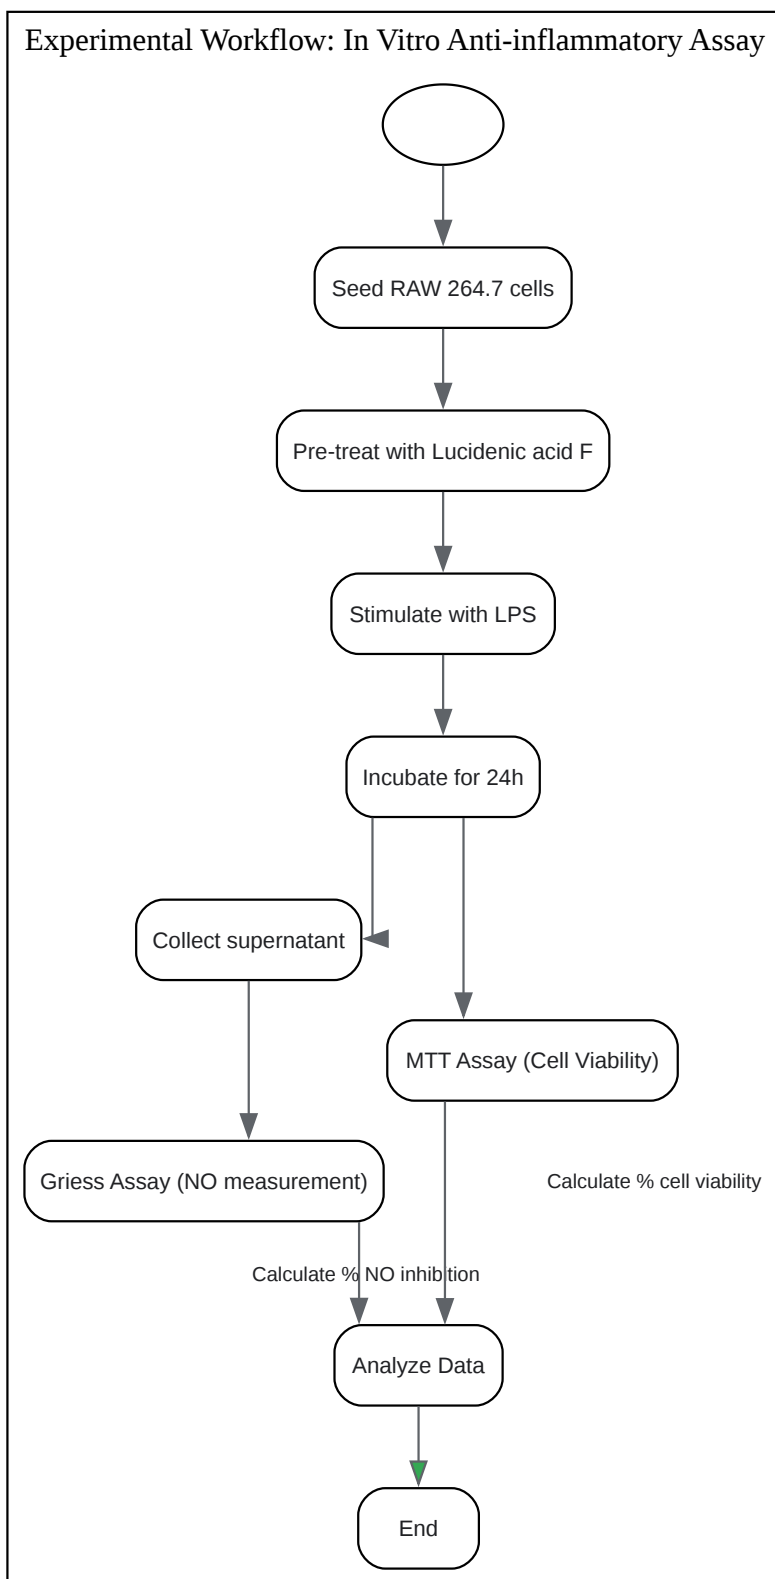 Experimental Workflow: In Vitro Anti-inflammatory Assay
Seed RAW 264.7 cells
Pre-treat with Lucidenic acid F
Stimulate with LPS
Incubate for 24h
Collect supernatant
MTT Assay (Cell Viability)
Griess Assay (NO measurement)
Calculate % cell viability
Calculate % NO inhibition
Analyze Data
End